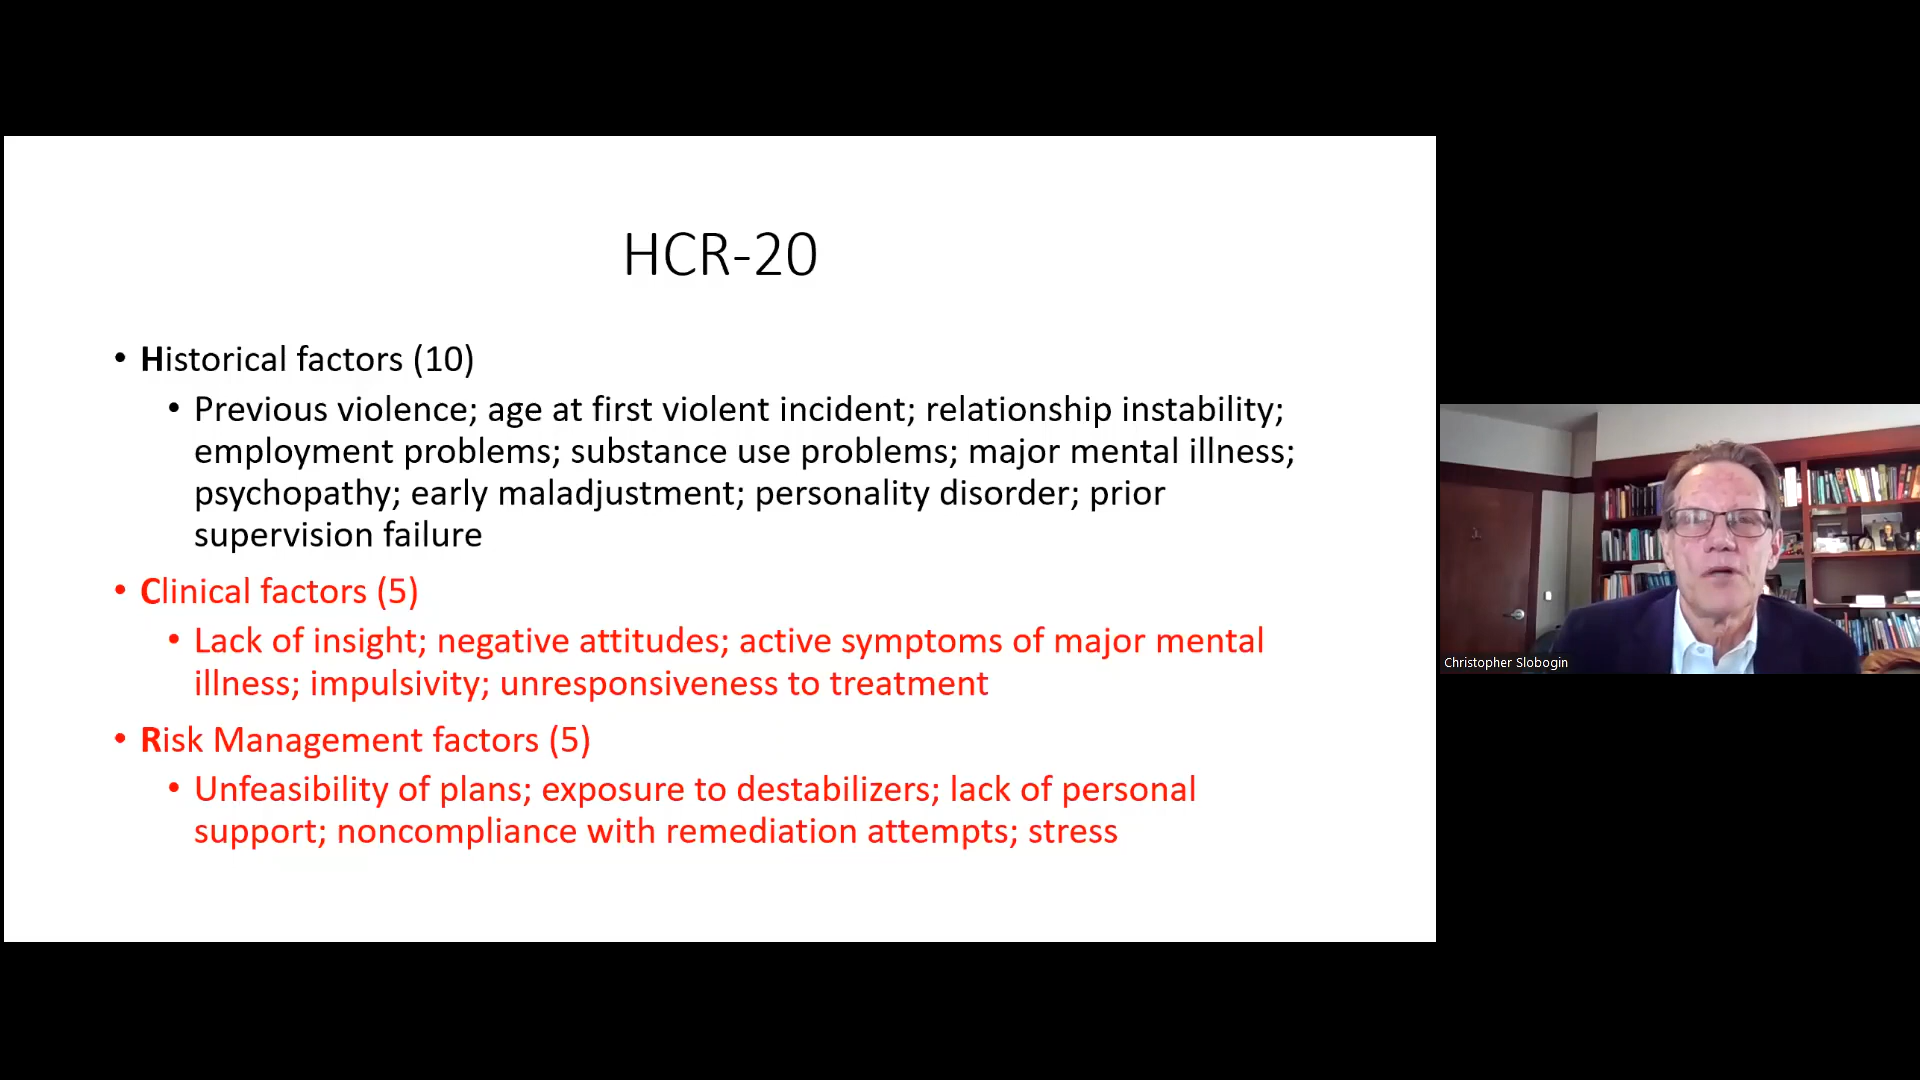 HCR-20
• Historical factors (10)
• Previous violence; age at first violent incident; relationship instability;
employment problems; substance use problems; major mental illness;
psychopathy; early maladjustment; personality disorder; prior
supervision failure
• Clinical factors (5)
• Lack of insight; negative attitudes; active symptoms of major mental
illness; impulsivity; unresponsiveness to treatment
• Risk Management factors (5)
• Unfeasibility of plans; exposure to destabilizers; lack of personal
support; noncompliance with remediation attempts; stress
Christopher Slobogin